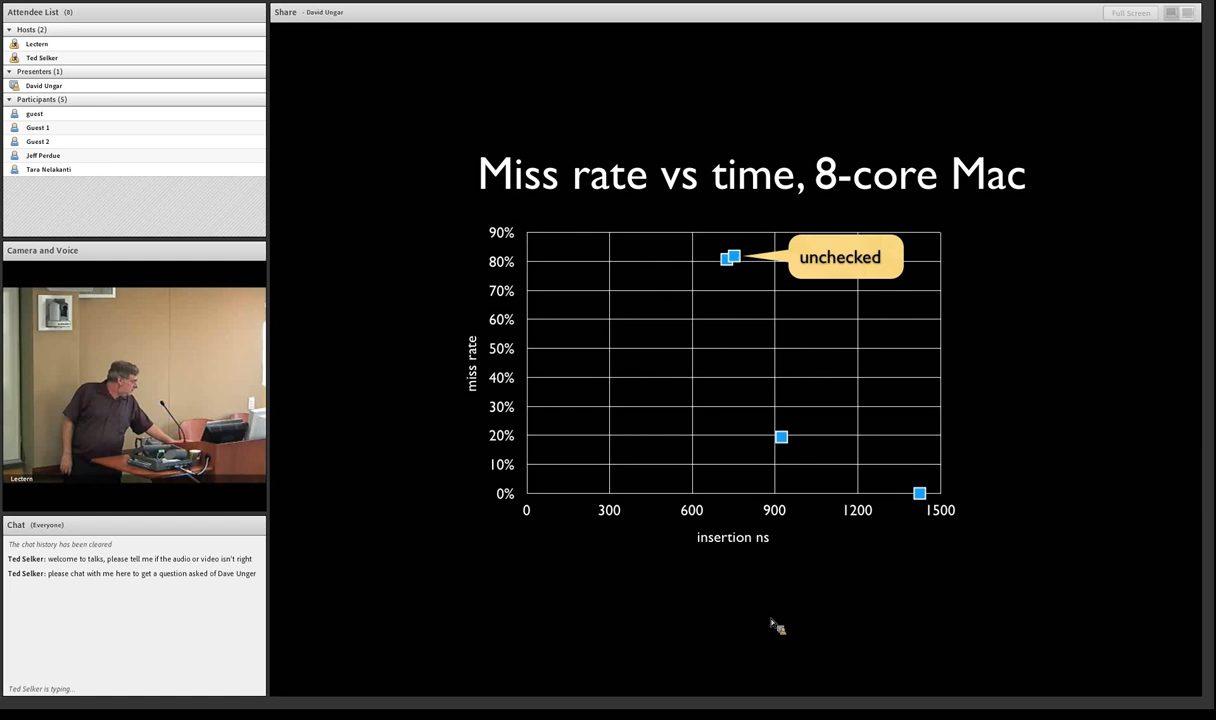 Attendee List (8)
Hosts (2)
Lectern
Ted Selker
Presenters (1)
David Ungar
Participants (5)
guest
Guest 1
Guest 2
Jeff Perdue
Tara Nelakanti
Camera and Voice
Lectern
Chat (Everyone)
The chat history has been cleared
Ted Selker: welcome to talks, please tell me if the audio or video isn't right
Ted Selker: please chat with me here to get a question asked of Dave Unger
Ted Selker is typing...
Share - David Ungar
Full Screen
Miss rate vs time, 8-core Mac
90%
80%
70%
60%
50%
40%
30%
20%
10%
0%
miss rate
unchecked
0 300 600 900 1200 1500
insertion ns